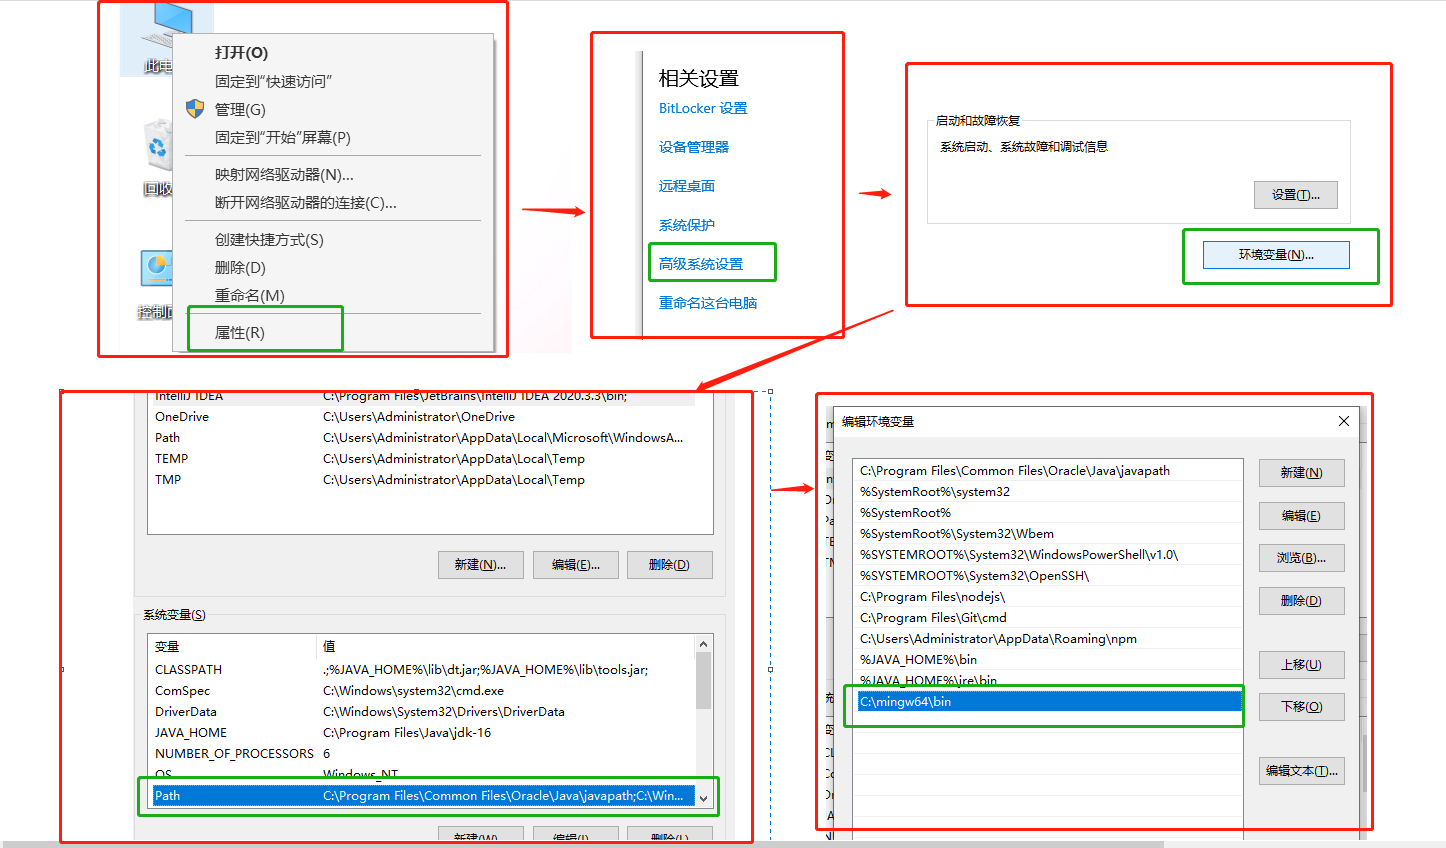 此电
回收
控制
打开(O)
固定到“快速访问”
管理(G)
固定到“开始”屏幕(P)
映射网络驱动器(N)...
断开网络驱动器的连接(C)...
创建快捷方式(S)
删除(D)
重命名(M)
属性(R)
相关设置
BitLocker 设置
设备管理器
远程桌面
系统保护
高级系统设置
重命名这台电脑
启动和故障恢复
系统启动、系统故障和调试信息
设置(T)...
环境变量(N)...
IntelliJ IDEA C:\Program Files\JetBrains\IntelliJ IDEA 2020.3.3\bin;
OneDrive C:\Users\Administrator\OneDrive
Path C:\Users\Administrator\AppData\Local\Microsoft\WindowsA...
TEMP C:\Users\Administrator\AppData\Local\Temp
TMP C:\Users\Administrator\AppData\Local\Temp
新建(N)... 编辑(E)... 删除(D)
系统变量(S)
变量 值
CLASSPATH .;%JAVA_HOME%\lib\dt.jar;%JAVA_HOME%\lib\tools.jar;
ComSpec C:\Windows\system32\cmd.exe
DriverData C:\Windows\System32\Drivers\DriverData
JAVA_HOME C:\Program Files\Java\jdk-16
NUMBER_OF_PROCESSORS 6
OS Windows_NT
Path C:\Program Files\Common Files\Oracle\Java\javapath;C:\Win...
新建(W)... 编辑(I)... 删除(L)
编辑环境变量
C:\Program Files\Common Files\Oracle\Java\javapath
%SystemRoot%\system32
%SystemRoot%
%SystemRoot%\System32\Wbem
%SYSTEMROOT%\System32\WindowsPowerShell\v1.0\
%SYSTEMROOT%\System32\OpenSSH\
C:\Program Files\nodejs\
C:\Program Files\Git\cmd
C:\Users\Administrator\AppData\Roaming\npm
%JAVA_HOME%\bin
%JAVA_HOME%\jre\bin
C:\mingw64\bin
新建(N)
编辑(E)
浏览(B)...
删除(D)
上移(U)
下移(O)
编辑文本(T)...